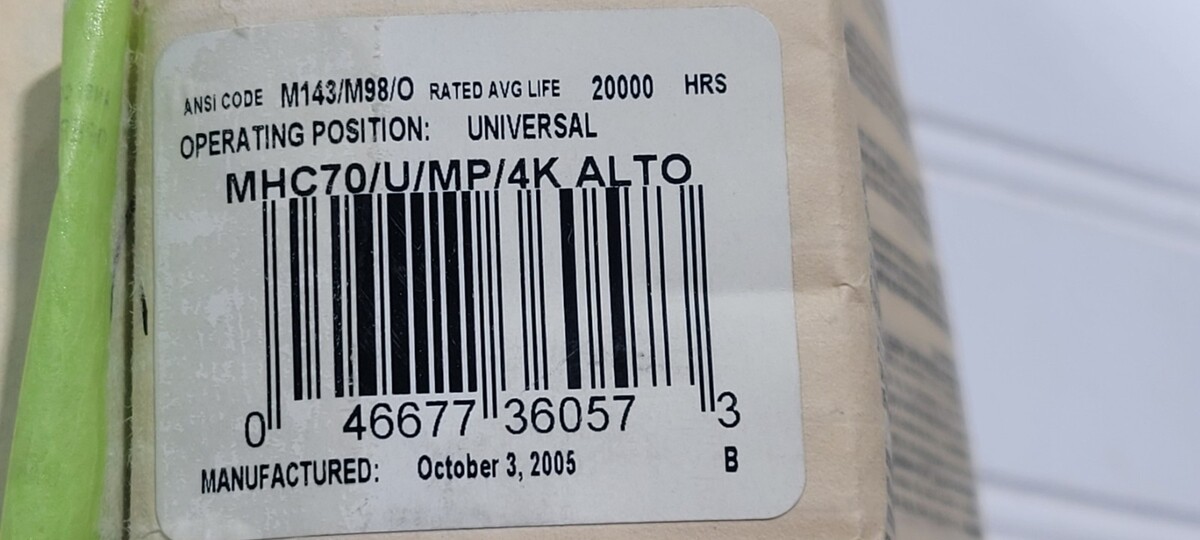 ANSI CODE M143/M98/O RATED AVG LIFE 20000 HRS
OPERATING POSITION: UNIVERSAL
MHC70/U/MP/4K ALTO
0 46677 36057 3
MANUFACTURED: October 3, 2005 B